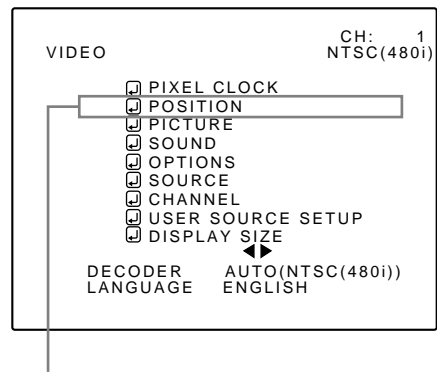 CH: 1
VIDEO NTSC(480i)
PIXEL CLOCK
POSITION
PICTURE
SOUND
OPTIONS
SOURCE
CHANNEL
USER SOURCE SETUP
DISPLAY SIZE
DECODER AUTO(NTSC(480i))
LANGUAGE ENGLISH